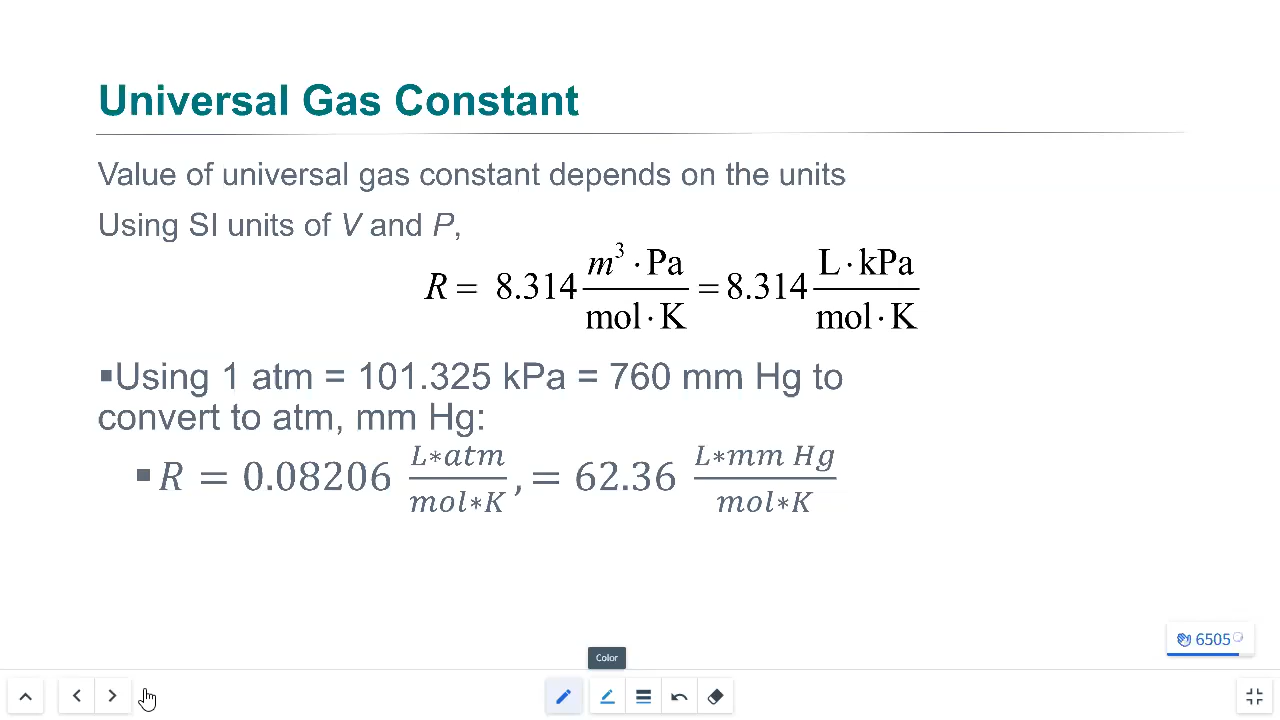 Universal Gas Constant
Value of universal gas constant depends on the units
Using SI units of V and P,
R = 8.314 m³·Pa / mol·K = 8.314 L·kPa / mol·K
▪Using 1 atm = 101.325 kPa = 760 mm Hg to
convert to atm, mm Hg:
▪R = 0.08206 L∗atm / mol∗K, = 62.36 L∗mm Hg / mol∗K
6505
Color